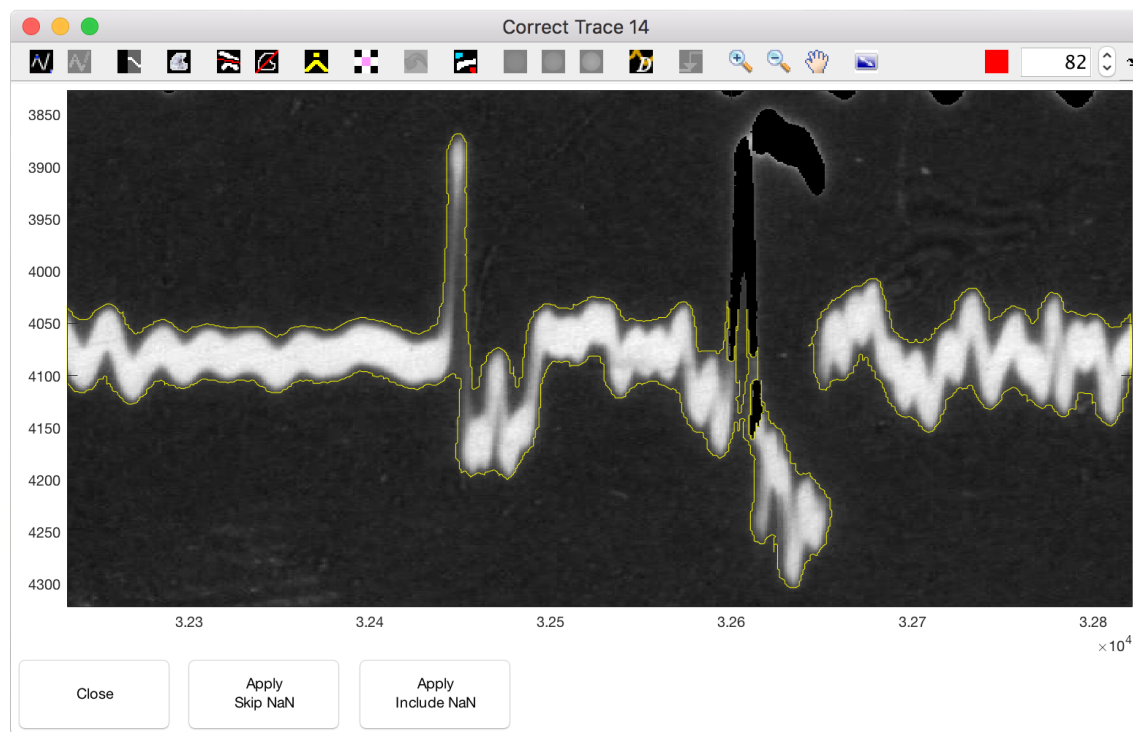 Correct Trace 14
82
3850
3900
3950
4000
4050
4100
4150
4200
4250
4300
3.23 3.24 3.25 3.26 3.27 3.28
×10⁴
Close
Apply
Skip NaN
Apply
Include NaN